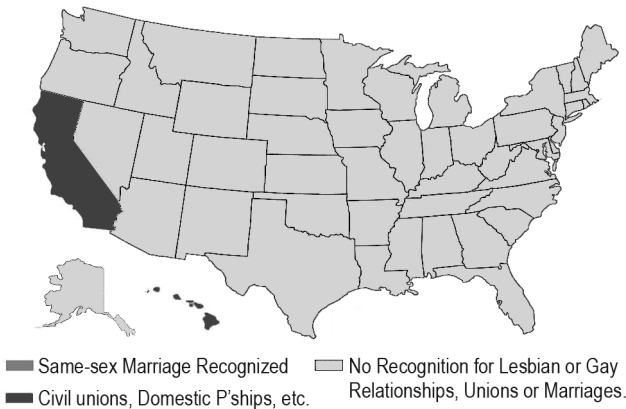 Same-sex Marriage Recognized
Civil unions, Domestic P'ships, etc.
No Recognition for Lesbian or Gay
Relationships, Unions or Marriages.